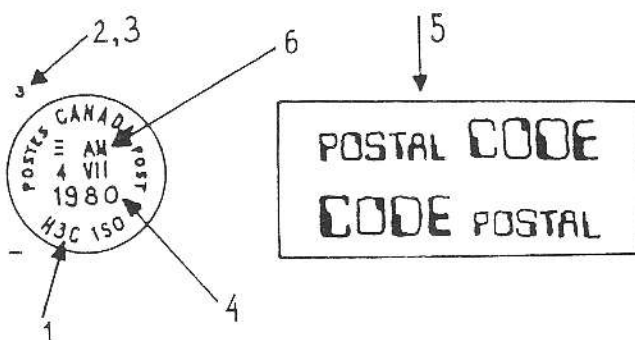 2,3
6
5
3
POSTES CANADA POST
≡ AM
4 VII
1980
H3C 1S0
4
1
POSTAL CODE
CODE POSTAL